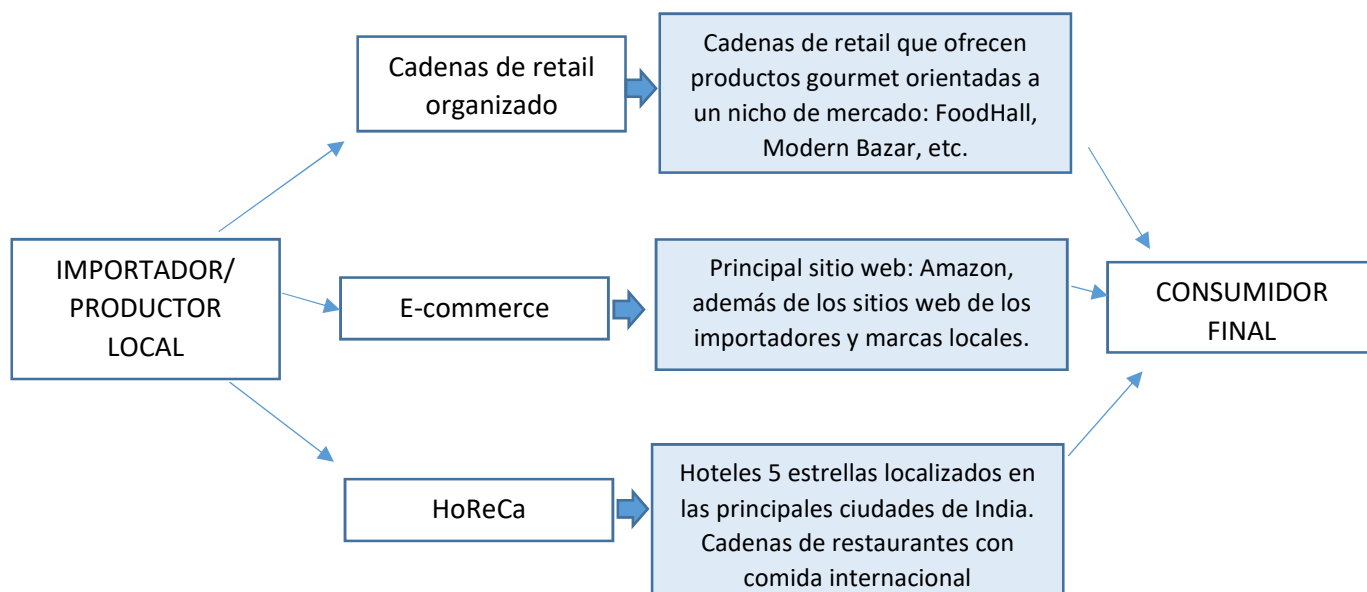 Cadenas de retail
organizado
Cadenas de retail que ofrecen
productos gourmet orientadas a
un nicho de mercado: FoodHall,
Modern Bazar, etc.
IMPORTADOR/
PRODUCTOR
LOCAL
E-commerce
Principal sitio web: Amazon,
además de los sitios web de los
importadores y marcas locales.
CONSUMIDOR
FINAL
HoReCa
Hoteles 5 estrellas localizados en
las principales ciudades de India.
Cadenas de restaurantes con
comida internacional